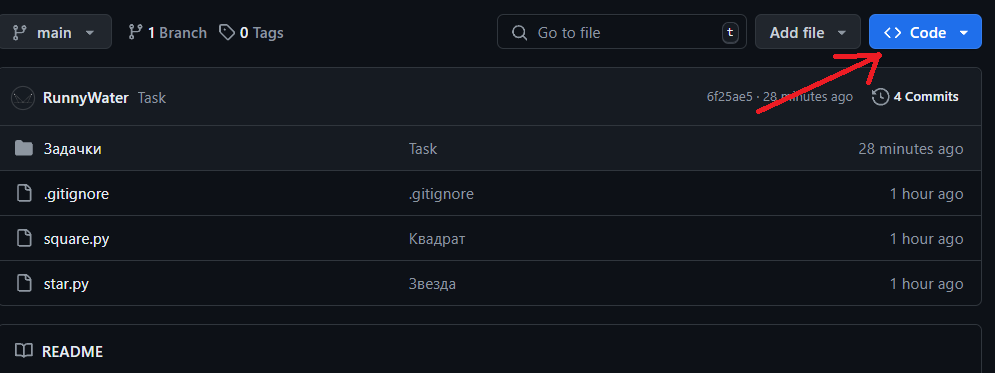 main 1 Branch 0 Tags Go to file t Add file Code
RunnyWater Task 6f25ae5 · 28 minutes ago 4 Commits
Задачки Task 28 minutes ago
.gitignore .gitignore 1 hour ago
square.py Квадрат 1 hour ago
star.py Звезда 1 hour ago
README